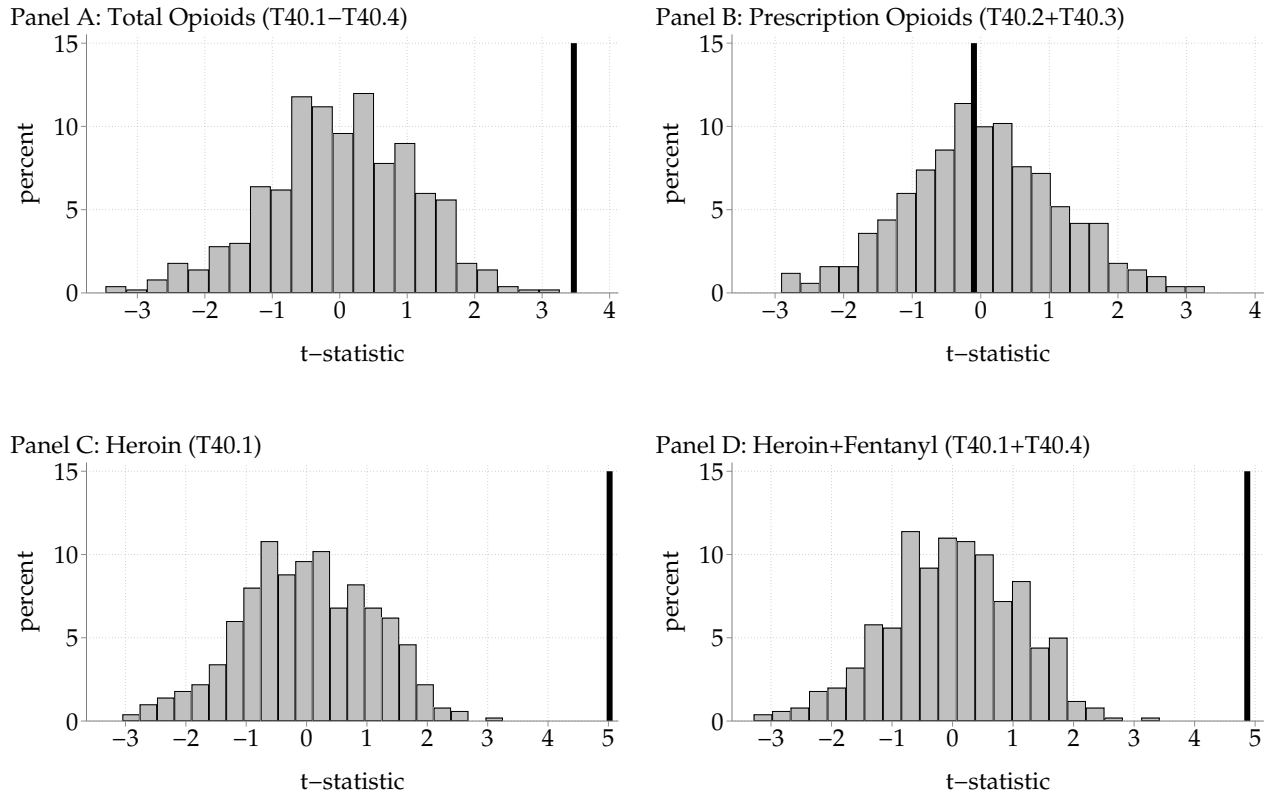 Panel A: Total Opioids (T40.1−T40.4)
15
10
5
0
percent
−3 −2 −1 0 1 2 3 4
t−statistic
Panel B: Prescription Opioids (T40.2+T40.3)
15
10
5
0
percent
−3 −2 −1 0 1 2 3 4
t−statistic
Panel C: Heroin (T40.1)
15
10
5
0
percent
−3 −2 −1 0 1 2 3 4 5
t−statistic
Panel D: Heroin+Fentanyl (T40.1+T40.4)
15
10
5
0
percent
−3 −2 −1 0 1 2 3 4 5
t−statistic